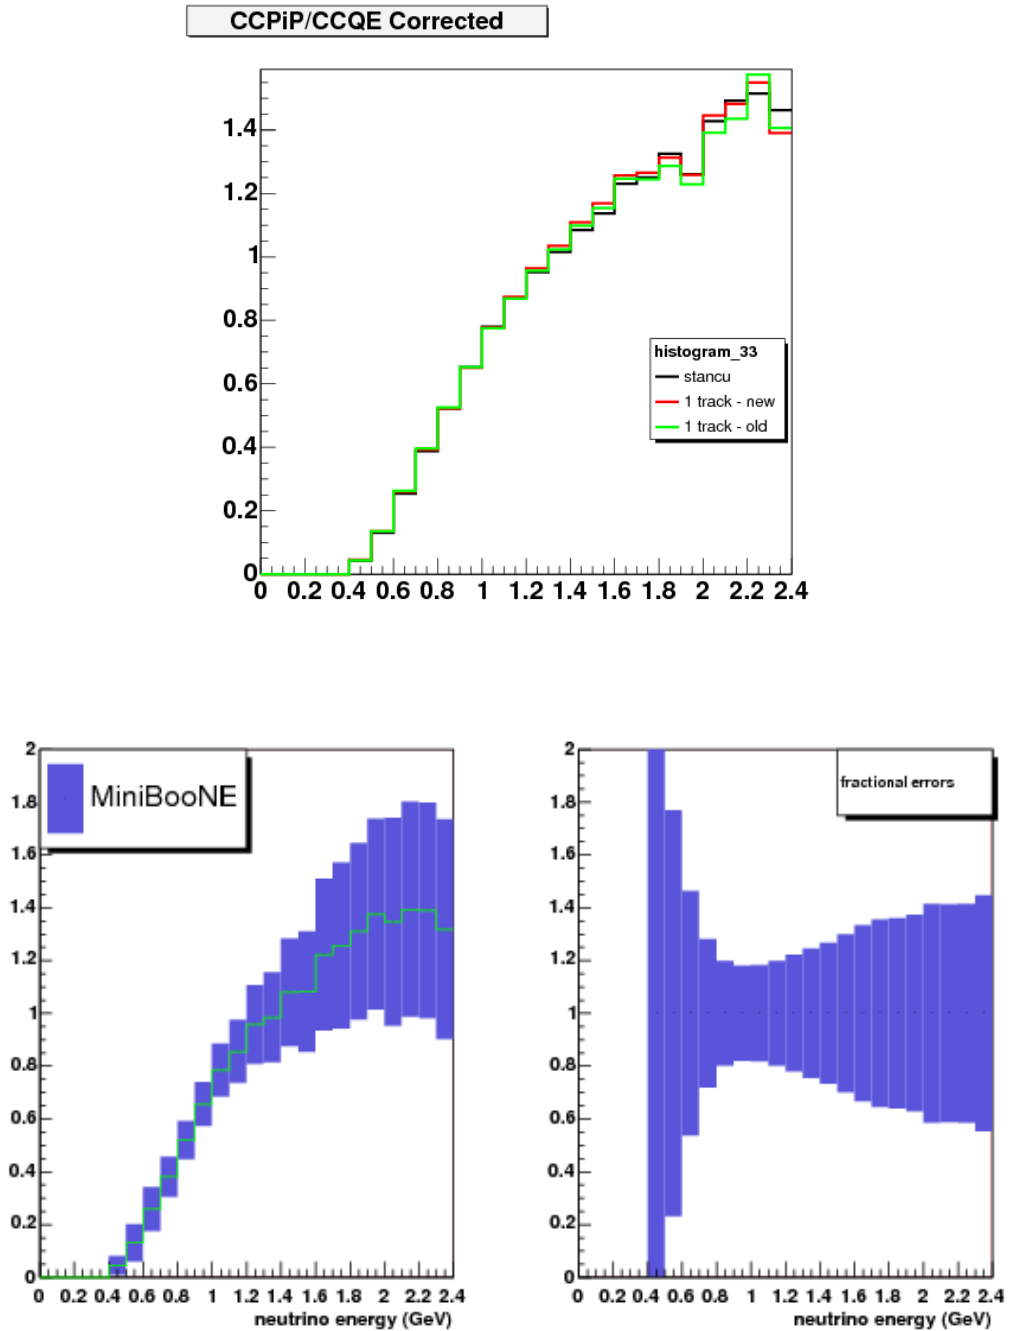 CCPiP/CCQE Corrected
1.4
1.2
1
0.8
0.6
0.4
0.2
0
0 0.2 0.4 0.6 0.8 1 1.2 1.4 1.6 1.8 2 2.2 2.4
histogram_33
stancu
1 track - new
1 track - old
2
1.8
1.6
1.4
1.2
1
0.8
0.6
0.4
0.2
0
0 0.2 0.4 0.6 0.8 1 1.2 1.4 1.6 1.8 2 2.2 2.4
neutrino energy (GeV)
MiniBooNE
2
1.8
1.6
1.4
1.2
1
0.8
0.6
0.4
0.2
0
0 0.2 0.4 0.6 0.8 1 1.2 1.4 1.6 1.8 2 2.2 2.4
neutrino energy (GeV)
fractional errors